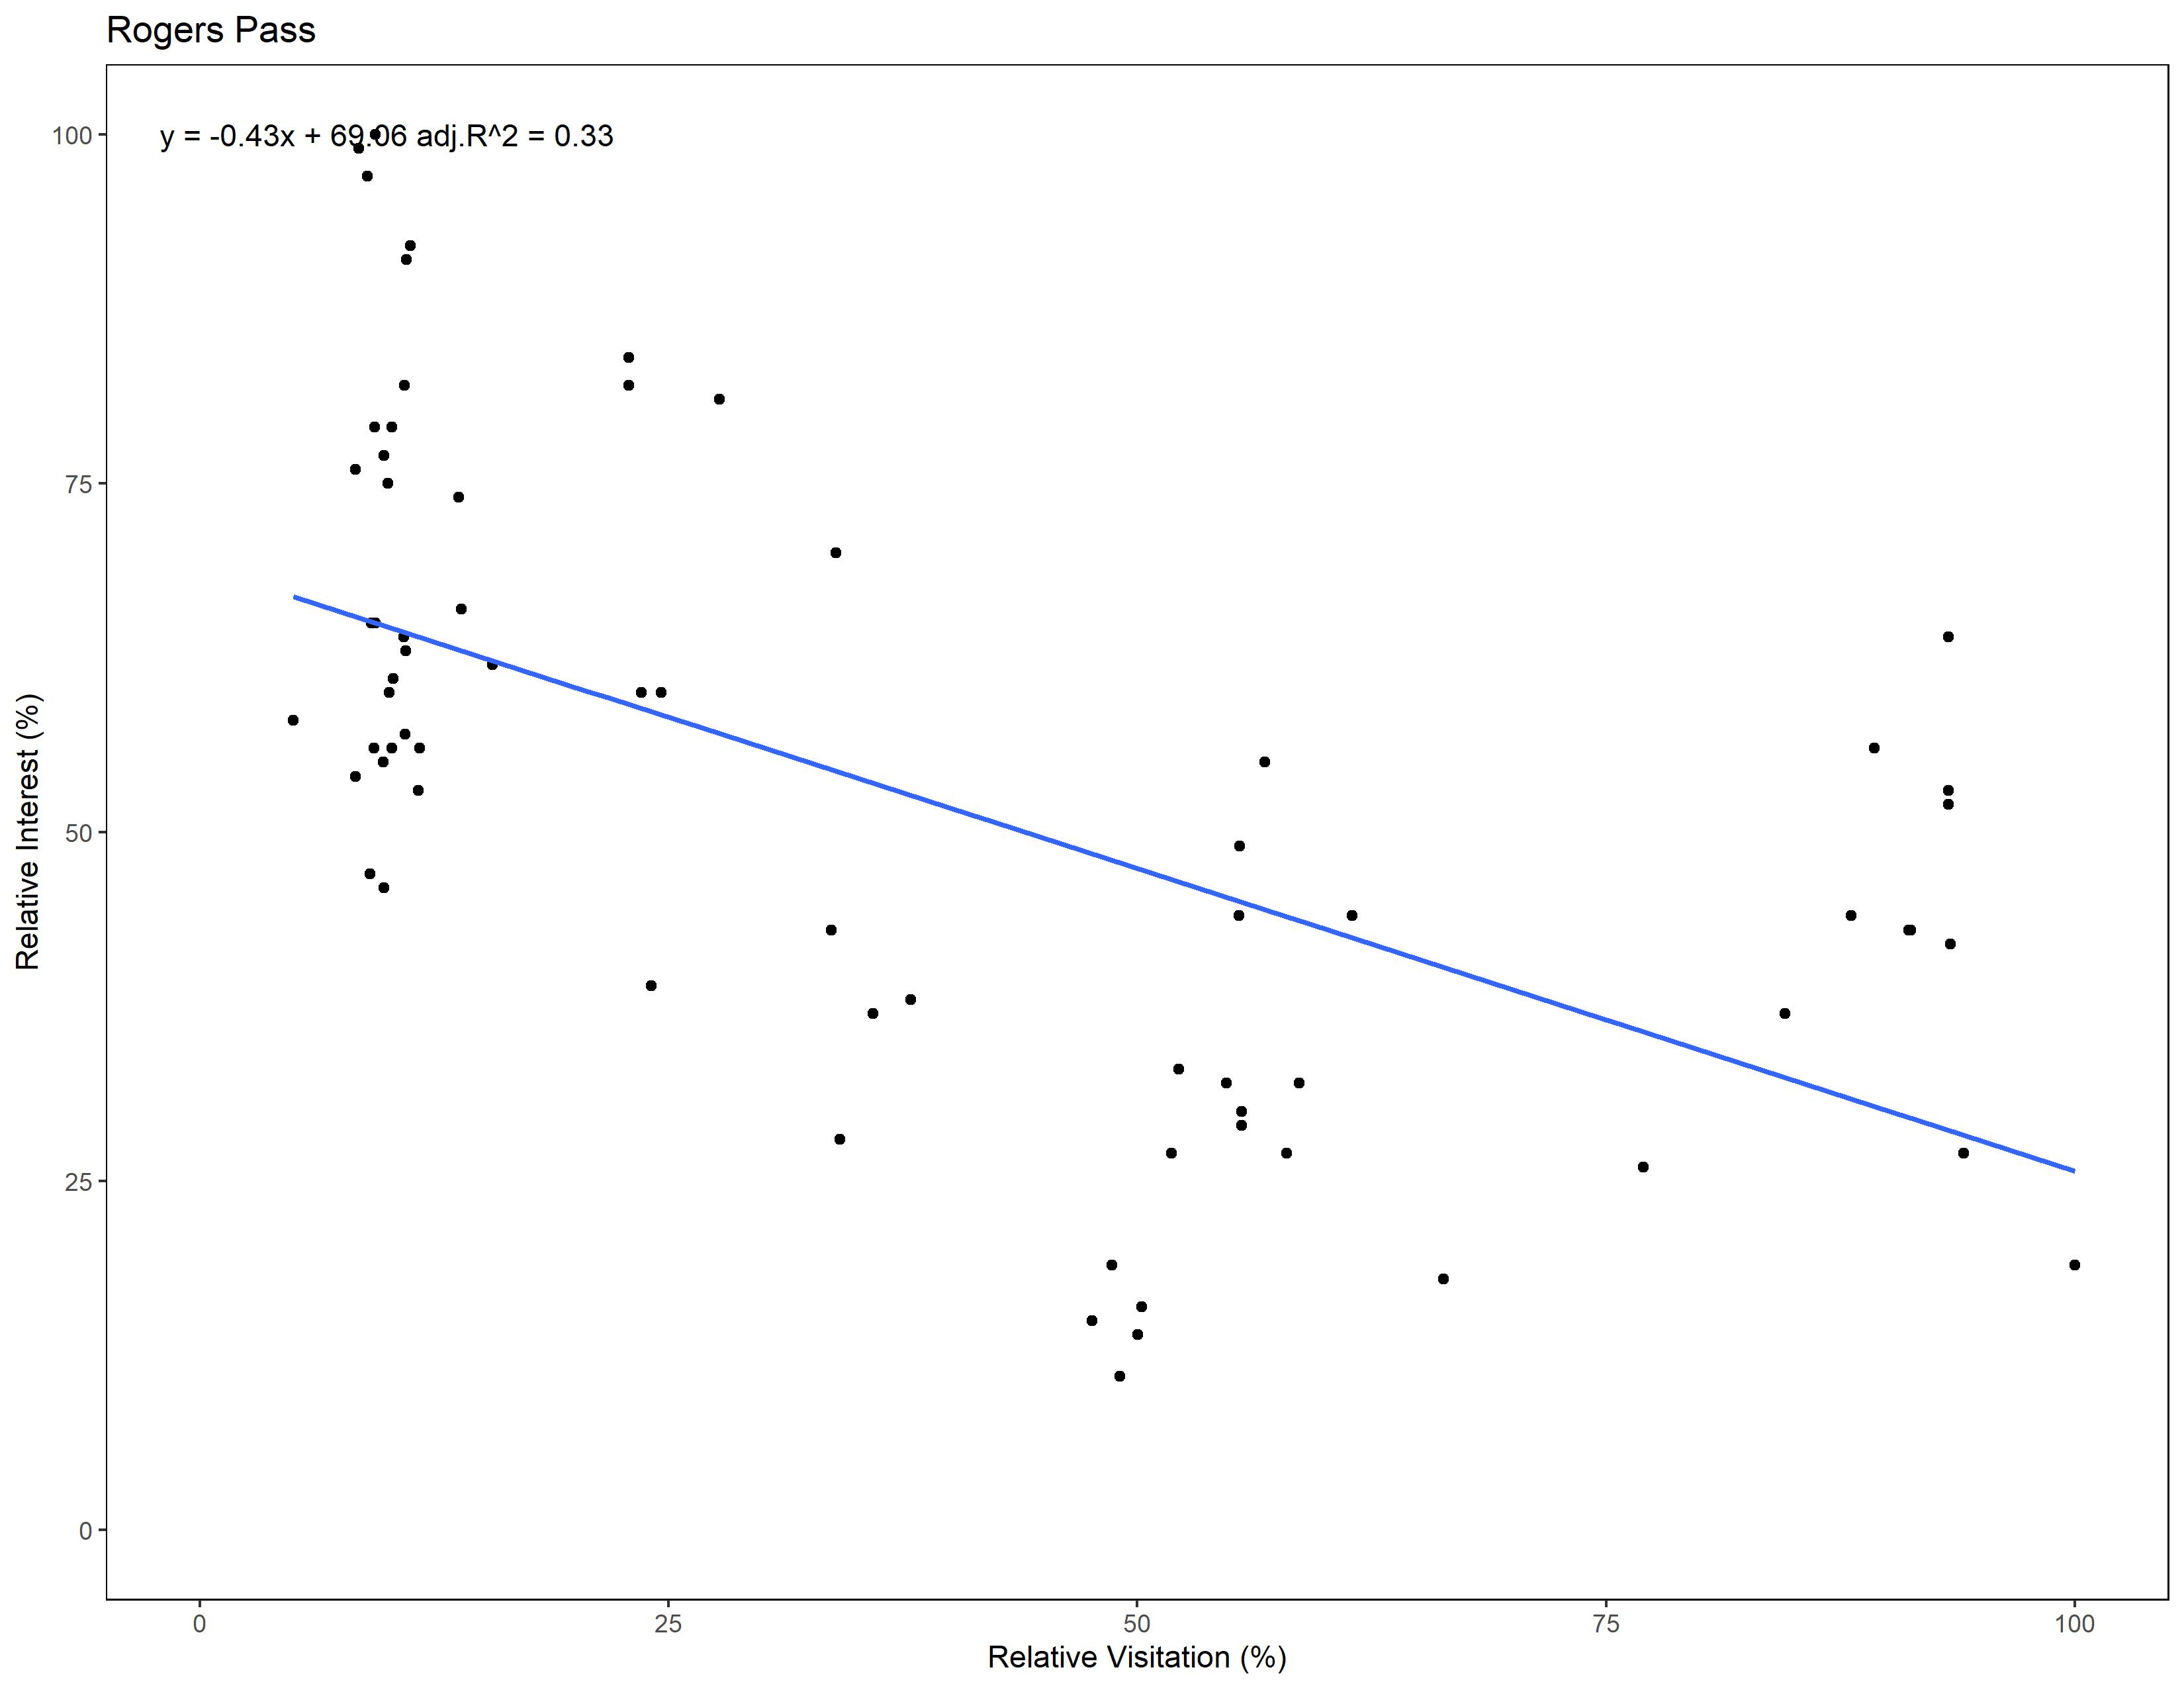 Rogers Pass
y = -0.43x + 69.06 adj.R^2 = 0.33
100
75
50
25
0
Relative Interest (%)
0 25 50 75 100
Relative Visitation (%)